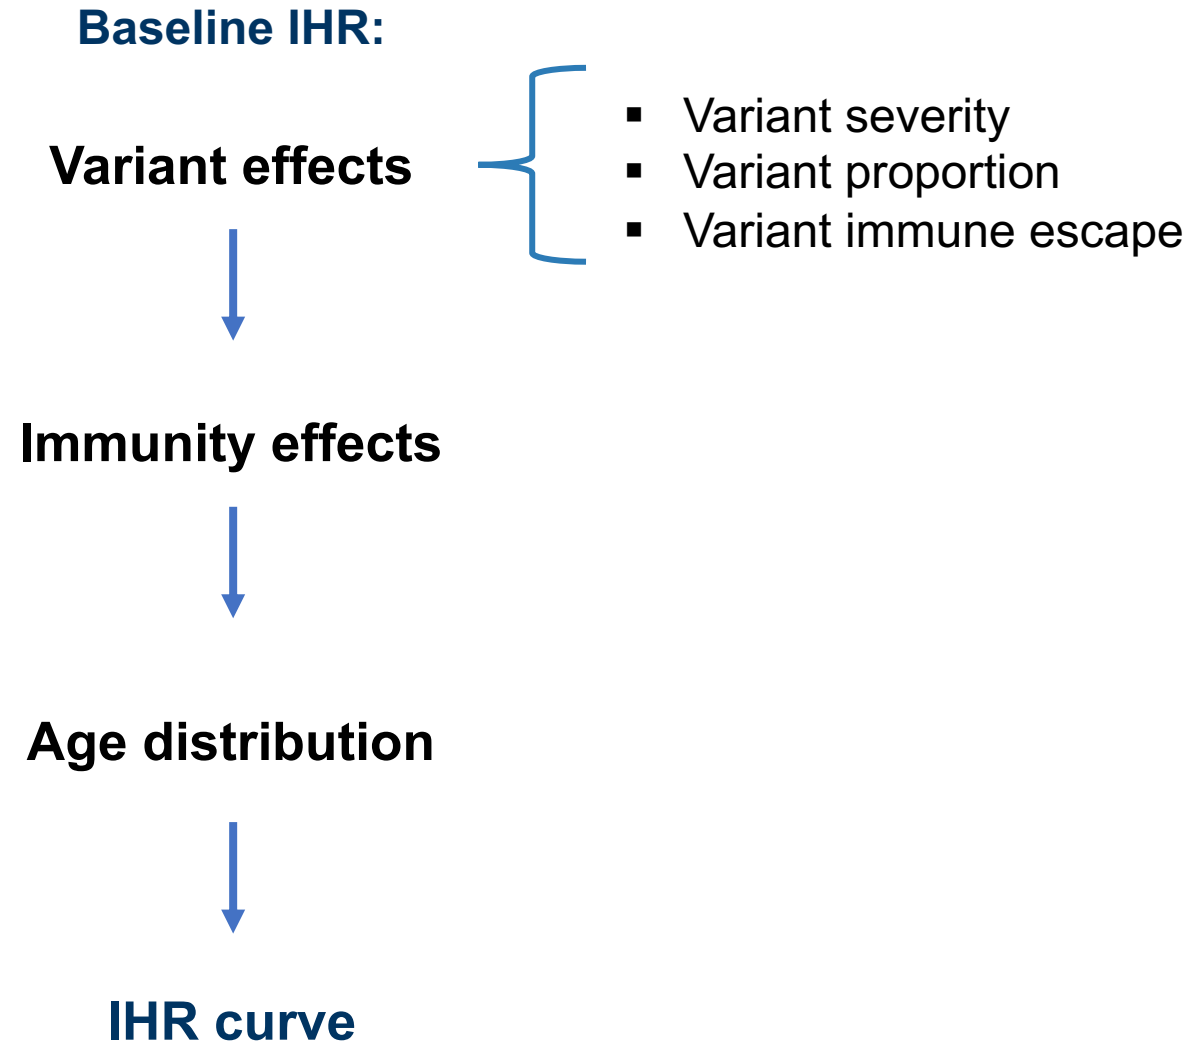 Baseline IHR:
Variant effects
▪ Variant severity
▪ Variant proportion
▪ Variant immune escape
Immunity effects
Age distribution
IHR curve